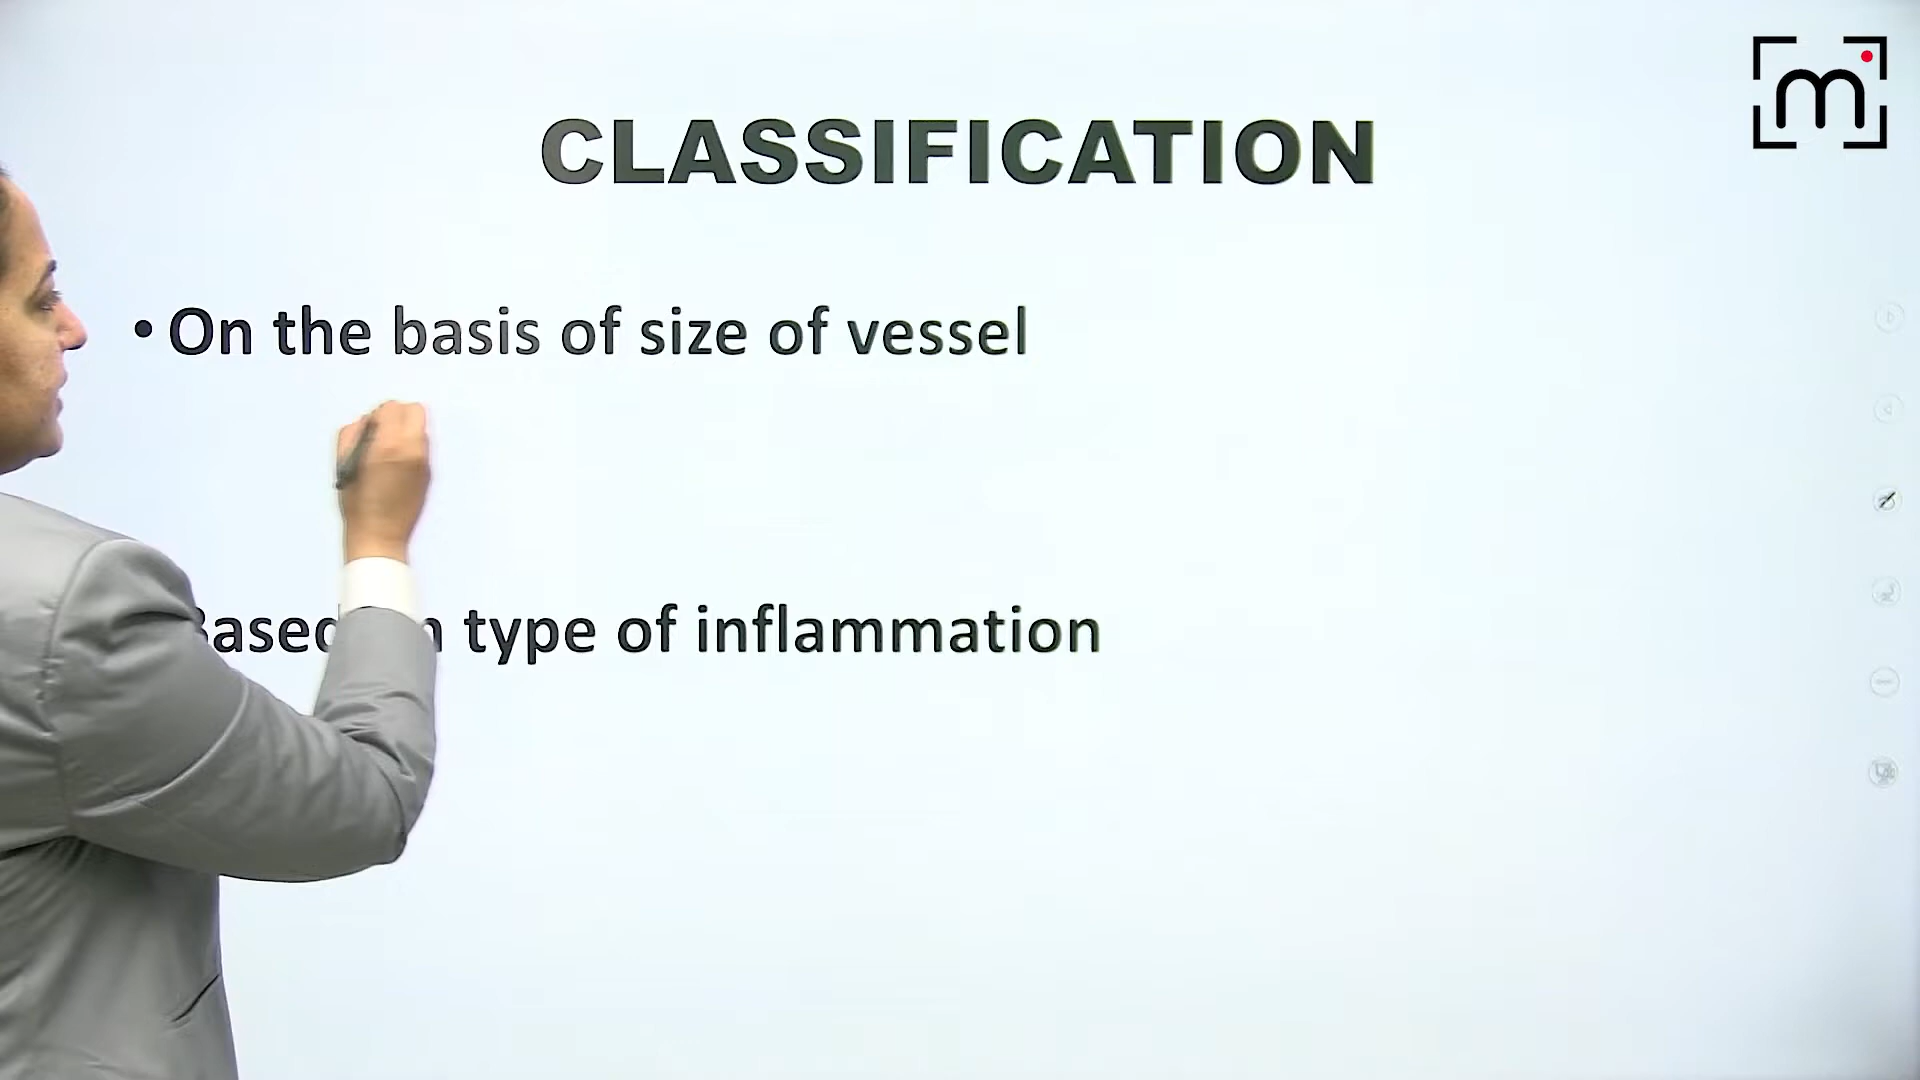 m
CLASSIFICATION
• On the basis of size of vessel
type of inflammation